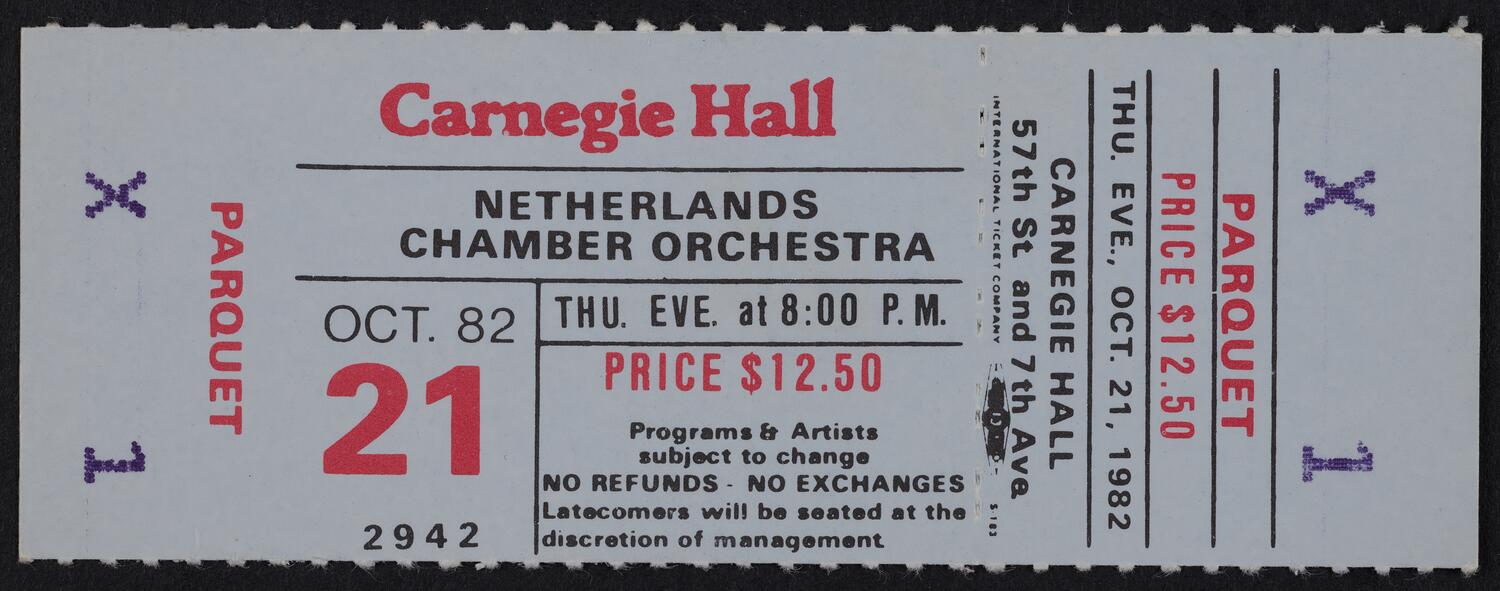 X
1
PARQUET
Carnegie Hall
NETHERLANDS
CHAMBER ORCHESTRA
OCT. 82
21
2942
THU. EVE. at 8:00 P.M.
PRICE $12.50
Programs & Artists
subject to change
NO REFUNDS - NO EXCHANGES
Latecomers will be seated at the
discretion of management
INTERNATIONAL TICKET COMPANY
S-183
57th St and 7th Ave
CARNEGIE HALL
THU. EVE., OCT. 21, 1982
PRICE $12.50
PARQUET
X
1